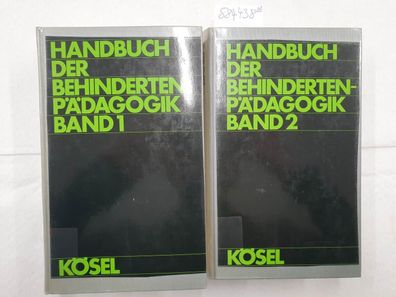 HANDBUCH
DER
BEHINDERTEN
PÄDAGOGIK
BAND 1
KÖSEL
HANDBUCH
DER
BEHINDERTEN-
PÄDAGOGIK
BAND 2
KÖSEL